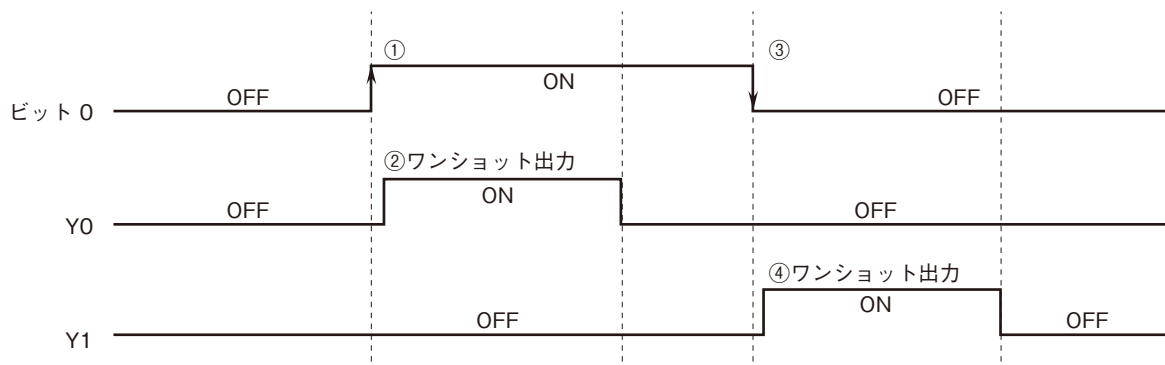 ① ③
ON
ビット 0 OFF OFF
②ワンショット出力
ON
Y0 OFF OFF
④ワンショット出力
ON
Y1 OFF OFF